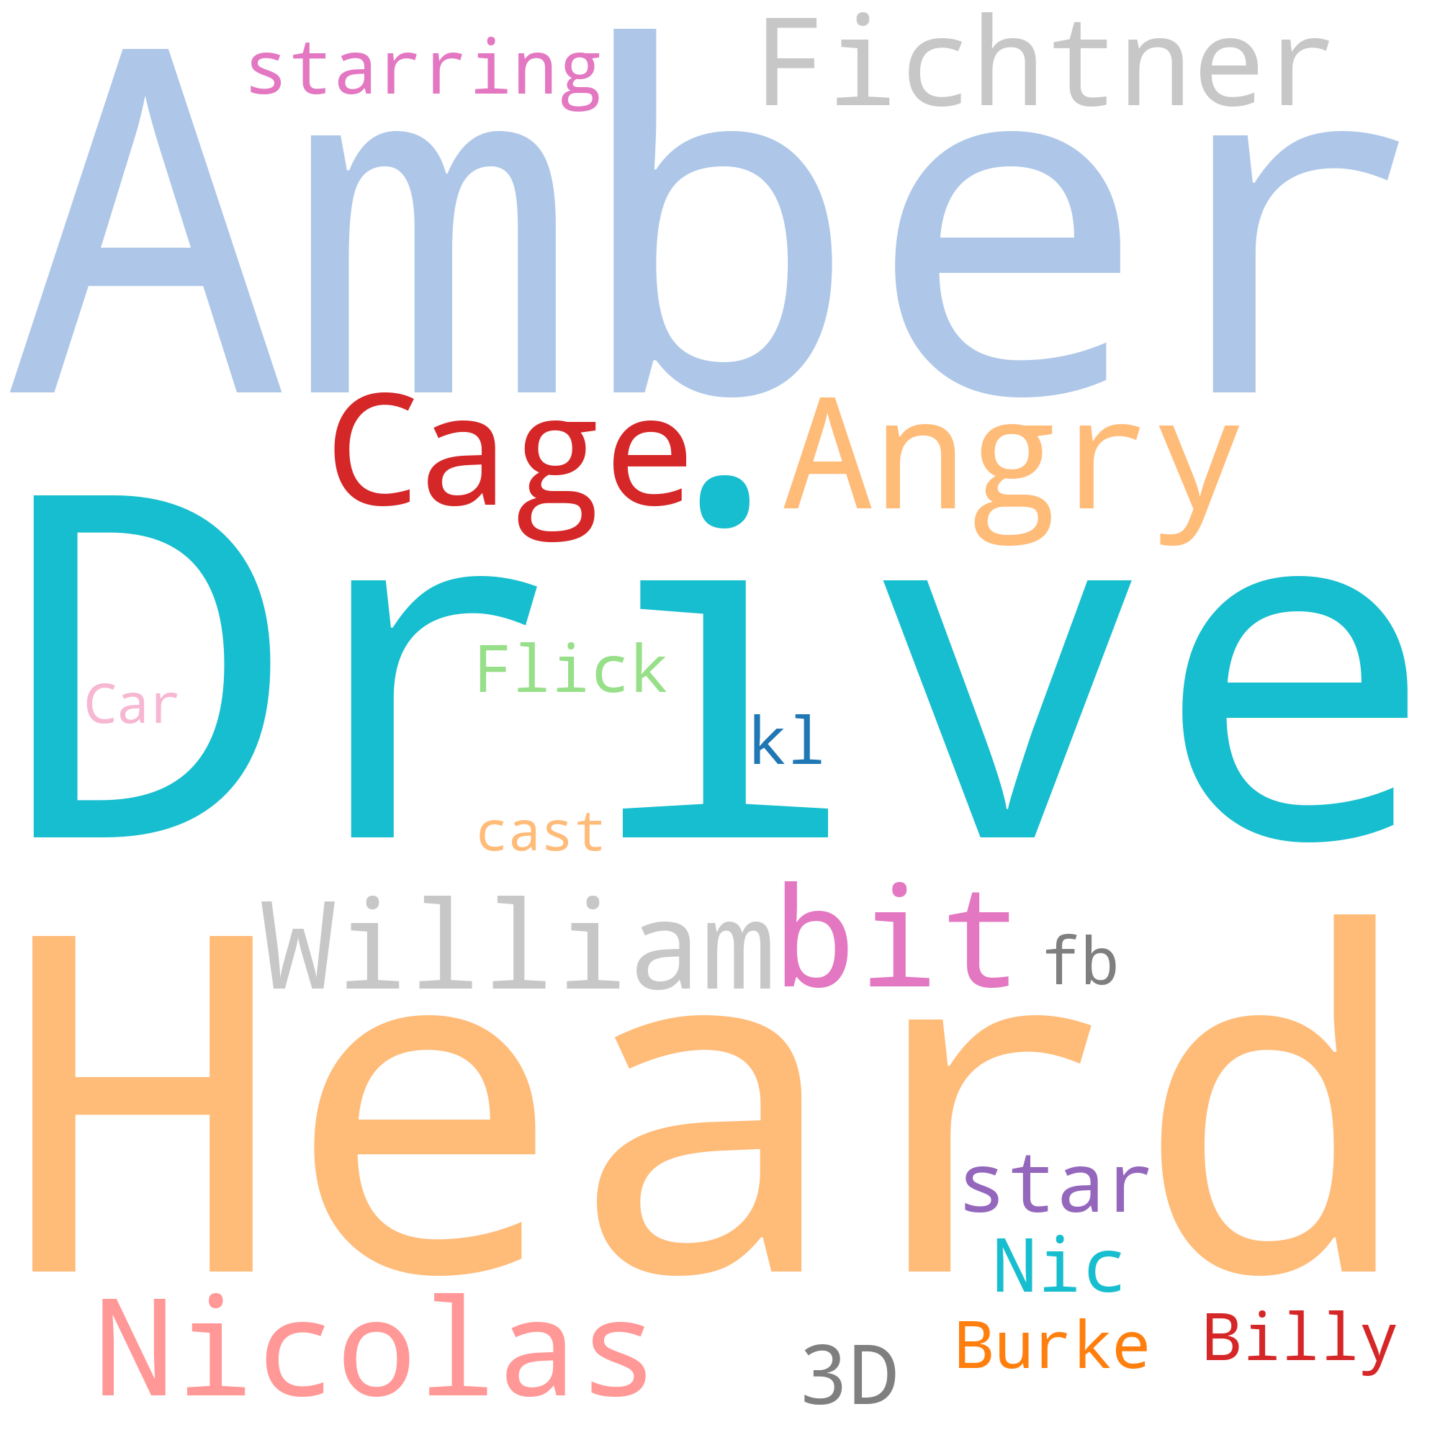 starring Fichtner
Amber
Cage Angry
Drive
Flick
Car
kl
cast
William bit fb
Heard
star
Nic
Nicolas 3D Burke Billy